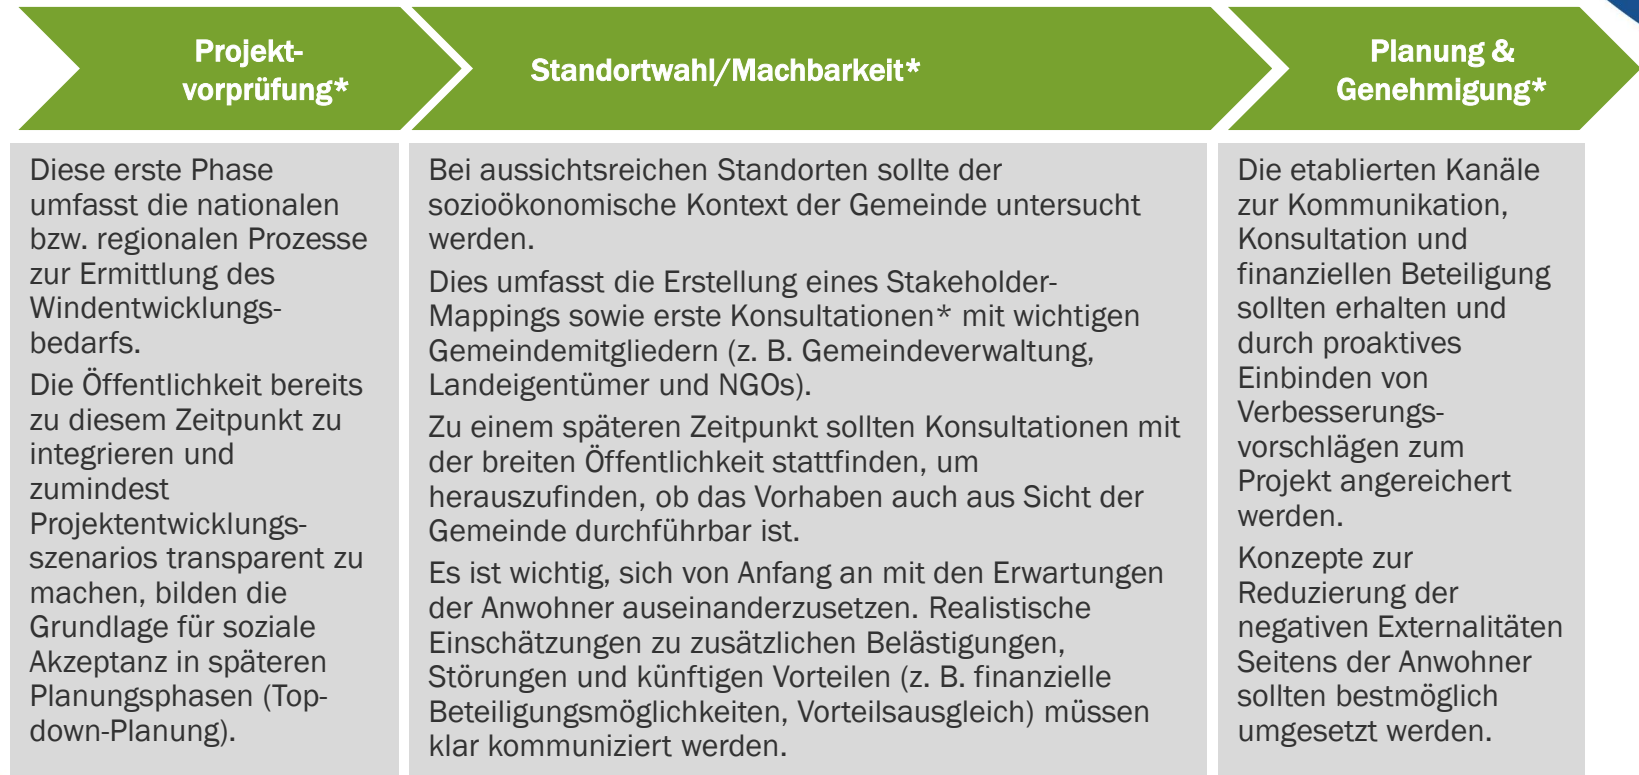 Projekt-
vorprüfung*
Standortwahl/Machbarkeit*
Planung &
Genehmigung*
Diese erste Phase
umfasst die nationalen
bzw. regionalen Prozesse
zur Ermittlung des
Windentwicklungs-
bedarfs.
Die Öffentlichkeit bereits
zu diesem Zeitpunkt zu
integrieren und
zumindest
Projektentwicklungs-
szenarios transparent zu
machen, bilden die
Grundlage für soziale
Akzeptanz in späteren
Planungsphasen (Top-
down-Planung).
Bei aussichtsreichen Standorten sollte der
sozioökonomische Kontext der Gemeinde untersucht
werden.
Dies umfasst die Erstellung eines Stakeholder-
Mappings sowie erste Konsultationen* mit wichtigen
Gemeindemitgliedern (z. B. Gemeindeverwaltung,
Landeigentümer und NGOs).
Zu einem späteren Zeitpunkt sollten Konsultationen mit
der breiten Öffentlichkeit stattfinden, um
herauszufinden, ob das Vorhaben auch aus Sicht der
Gemeinde durchführbar ist.
Es ist wichtig, sich von Anfang an mit den Erwartungen
der Anwohner auseinanderzusetzen. Realistische
Einschätzungen zu zusätzlichen Belästigungen,
Störungen und künftigen Vorteilen (z. B. finanzielle
Beteiligungsmöglichkeiten, Vorteilsausgleich) müssen
klar kommuniziert werden.
Die etablierten Kanäle
zur Kommunikation,
Konsultation und
finanziellen Beteiligung
sollten erhalten und
durch proaktives
Einbinden von
Verbesserungs-
vorschlägen zum
Projekt angereichert
werden.
Konzepte zur
Reduzierung der
negativen Externalitäten
Seitens der Anwohner
sollten bestmöglich
umgesetzt werden.